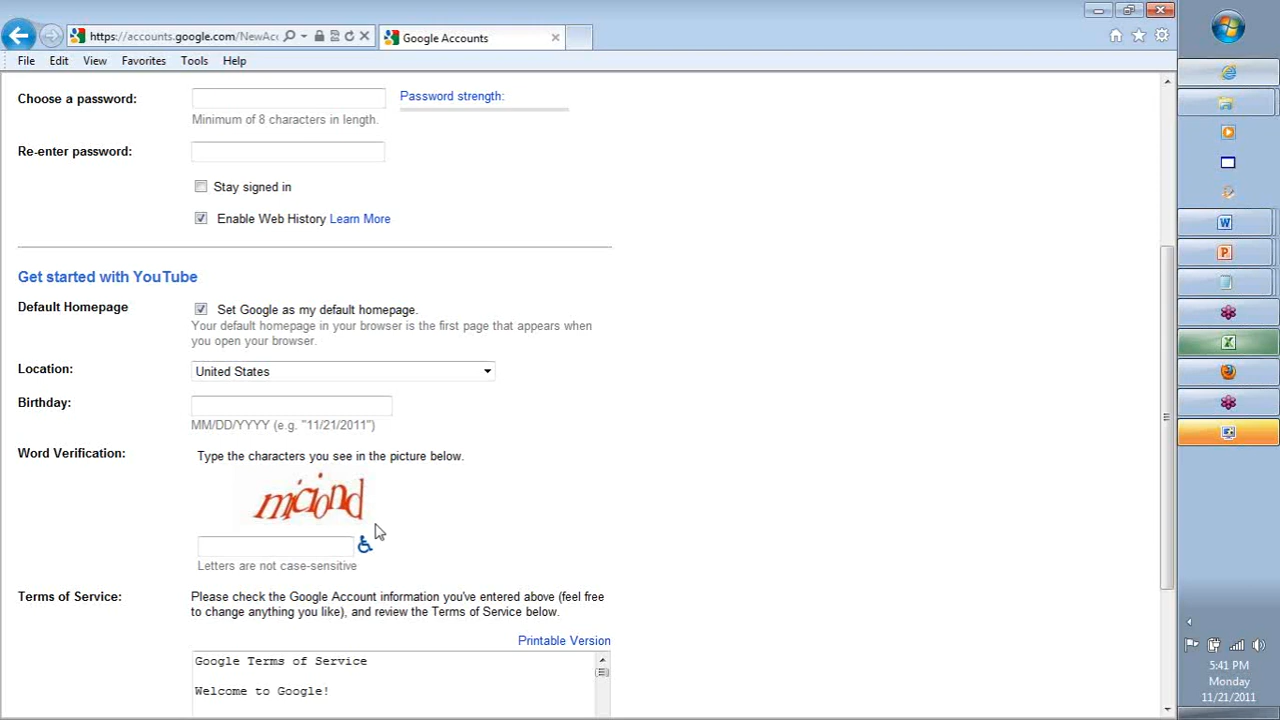 https://accounts.google.com/NewAcc
Google Accounts
File Edit View Favorites Tools Help
Choose a password:
Password strength:
Minimum of 8 characters in length.
Re-enter password:
Stay signed in
Enable Web History Learn More
Get started with YouTube
Default Homepage
Set Google as my default homepage.
Your default homepage in your browser is the first page that appears when
you open your browser.
Location:
United States
Birthday:
MM/DD/YYYY (e.g. "11/21/2011")
Word Verification:
Type the characters you see in the picture below.
Letters are not case-sensitive
Terms of Service:
Please check the Google Account information you've entered above (feel free
to change anything you like), and review the Terms of Service below.
Printable Version
Google Terms of Service
Welcome to Google!
5:41 PM
Monday
11/21/2011